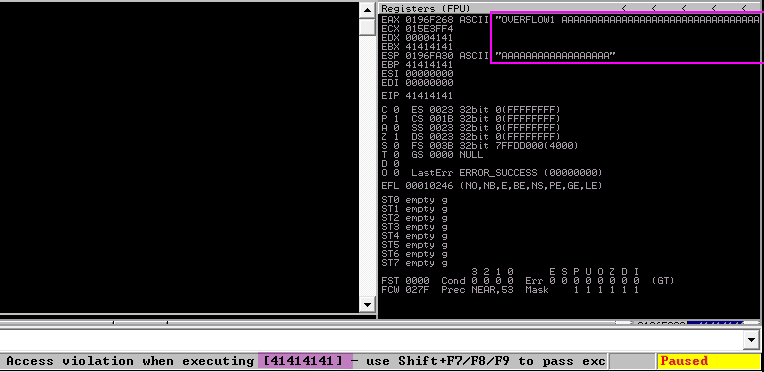 Registers (FPU) < < < < <
EAX 0196F268 ASCII "OVERFLOW1 AAAAAAAAAAAAAAAAAAAAAAAAAAAAAAAAA
ECX 015E3FF4
EDX 00004141
EBX 41414141
ESP 0196FA30 ASCII "AAAAAAAAAAAAAAAAAA"
EBP 41414141
ESI 00000000
EDI 00000000
EIP 41414141
C 0 ES 0023 32bit 0(FFFFFFFF)
P 1 CS 001B 32bit 0(FFFFFFFF)
A 0 SS 0023 32bit 0(FFFFFFFF)
Z 1 DS 0023 32bit 0(FFFFFFFF)
S 0 FS 003B 32bit 7FFDD000(4000)
T 0 GS 0000 NULL
D 0
O 0 LastErr ERROR_SUCCESS (00000000)
EFL 00010246 (NO,NB,E,BE,NS,PE,GE,LE)
ST0 empty g
ST1 empty g
ST2 empty g
ST3 empty g
ST4 empty g
ST5 empty g
ST6 empty g
ST7 empty g
3 2 1 0 E S P U O Z D I
FST 0000 Cond 0 0 0 0 Err 0 0 0 0 0 0 0 0 (GT)
FCW 027F Prec NEAR,53 Mask 1 1 1 1 1 1
Access violation when executing [41414141] - use Shift+F7/F8/F9 to pass exc
Paused